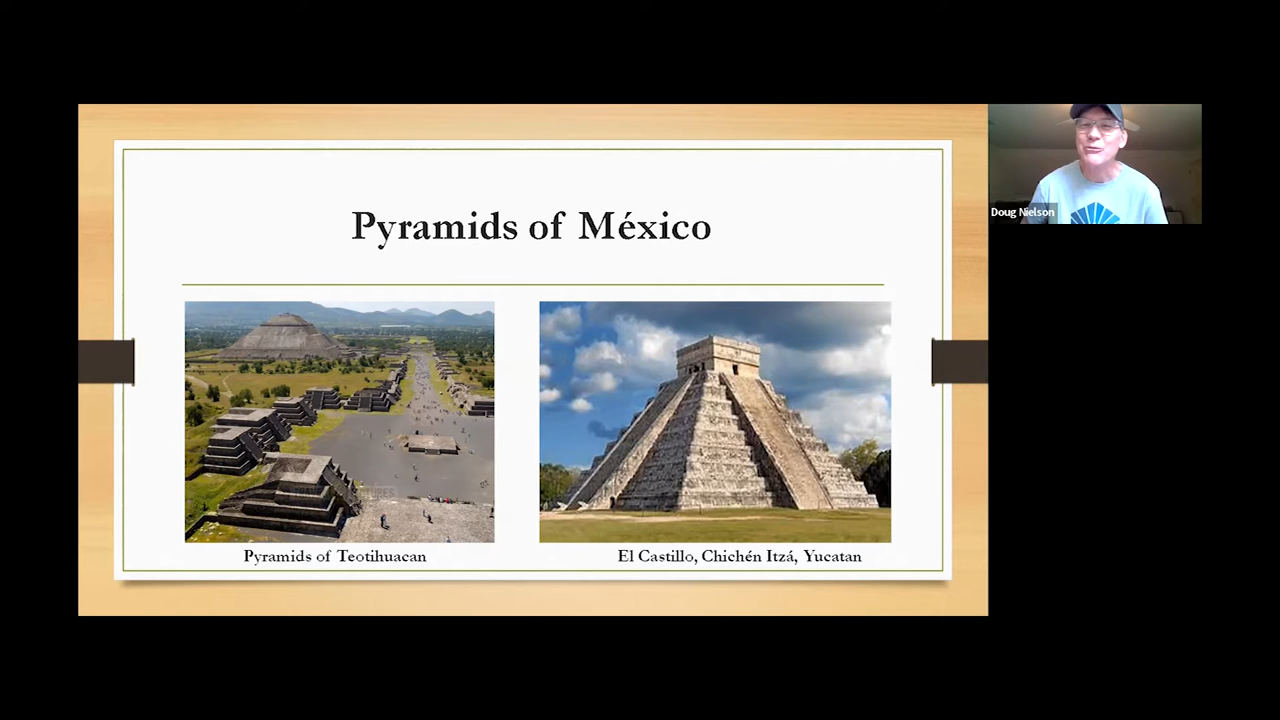 Pyramids of México
Doug Nielson
Pyramids of Teotihuacan
El Castillo, Chichén Itzá, Yucatan